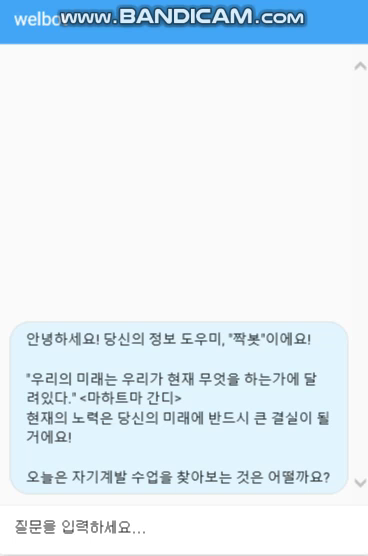 welbo
www.BANDICAM.com
안녕하세요! 당신의 정보 도우미, "짝봇"이에요!
"우리의 미래는 우리가 현재 무엇을 하는가에 달
려있다." <마하트마 간디>
현재의 노력은 당신의 미래에 반드시 큰 결실이 될
거에요!
오늘은 자기계발 수업을 찾아보는 것은 어떨까요?
질문을 입력하세요...